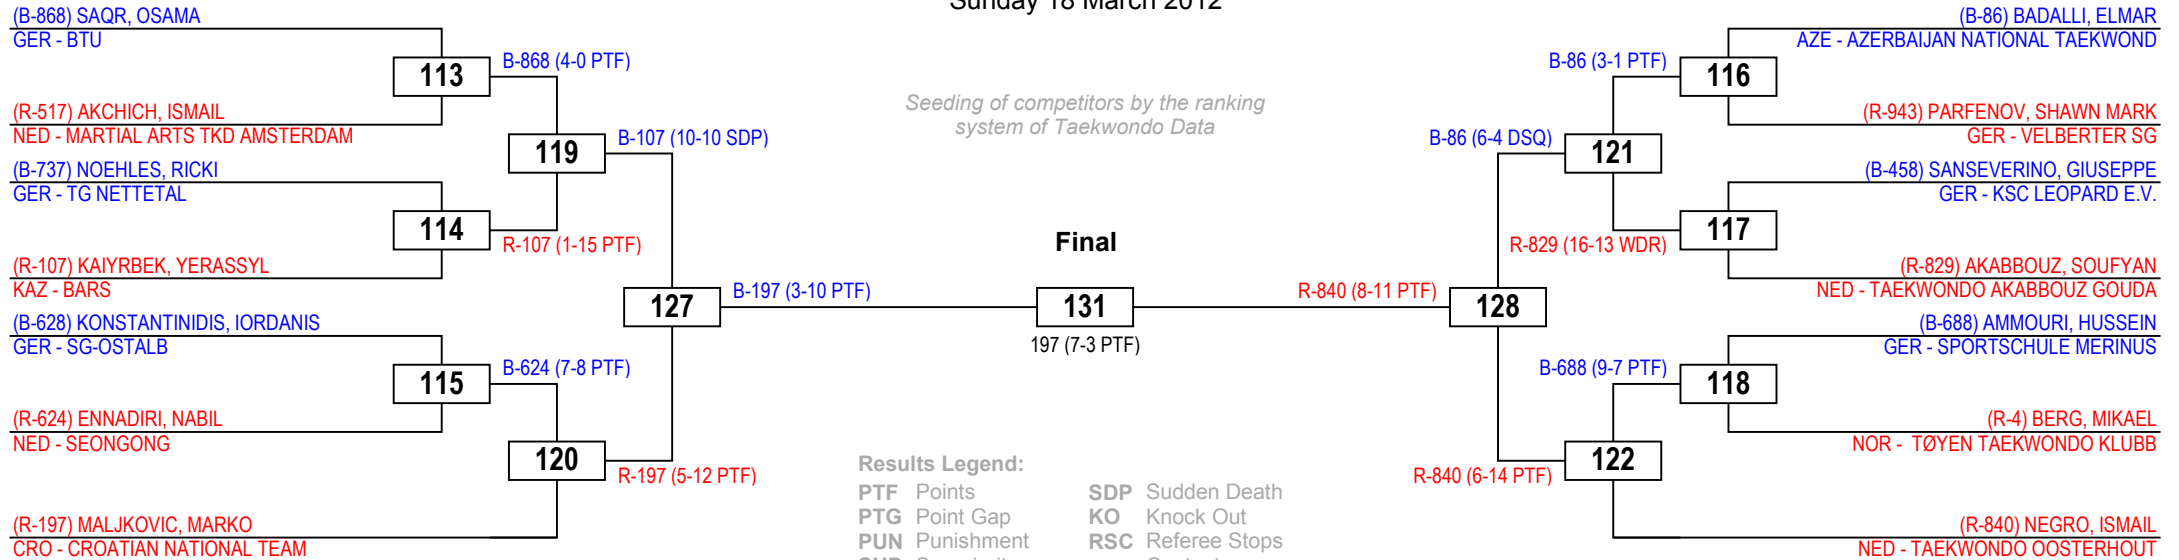 Sunday 18 March 2012
(B-868) SAQR, OSAMA
GER - BTU
113
B-868 (4-0 PTF)
(R-517) AKCHICH, ISMAIL
NED - MARTIAL ARTS TKD AMSTERDAM
119
B-107 (10-10 SDP)
(B-737) NOEHLES, RICKI
GER - TG NETTETAL
114
R-107 (1-15 PTF)
(R-107) KAIYRBEK, YERASSYL
KAZ - BARS
127
B-197 (3-10 PTF)
(B-628) KONSTANTINIDIS, IORDANIS
GER - SG-OSTALB
115
B-624 (7-8 PTF)
(R-624) ENNADIRI, NABIL
NED - SEONGONG
120
R-197 (5-12 PTF)
(R-197) MALJKOVIC, MARKO
CRO - CROATIAN NATIONAL TEAM
Seeding of competitors by the ranking
system of Taekwondo Data
Final
131
197 (7-3 PTF)
Results Legend:
PTF Points
PTG Point Gap
PUN Punishment
SDP Sudden Death
KO Knock Out
RSC Referee Stops
(B-86) BADALLI, ELMAR
AZE - AZERBAIJAN NATIONAL TAEKWOND
B-86 (3-1 PTF)
116
(R-943) PARFENOV, SHAWN MARK
GER - VELBERTER SG
B-86 (6-4 DSQ)
121
(B-458) SANSEVERINO, GIUSEPPE
GER - KSC LEOPARD E.V.
R-829 (16-13 WDR)
117
(R-829) AKABBOUZ, SOUFYAN
NED - TAEKWONDO AKABBOUZ GOUDA
R-840 (8-11 PTF)
128
(B-688) AMMOURI, HUSSEIN
GER - SPORTSCHULE MERINUS
B-688 (9-7 PTF)
118
(R-4) BERG, MIKAEL
NOR - TØYEN TAEKWONDO KLUBB
R-840 (6-14 PTF)
122
(R-840) NEGRO, ISMAIL
NED - TAEKWONDO OOSTERHOUT